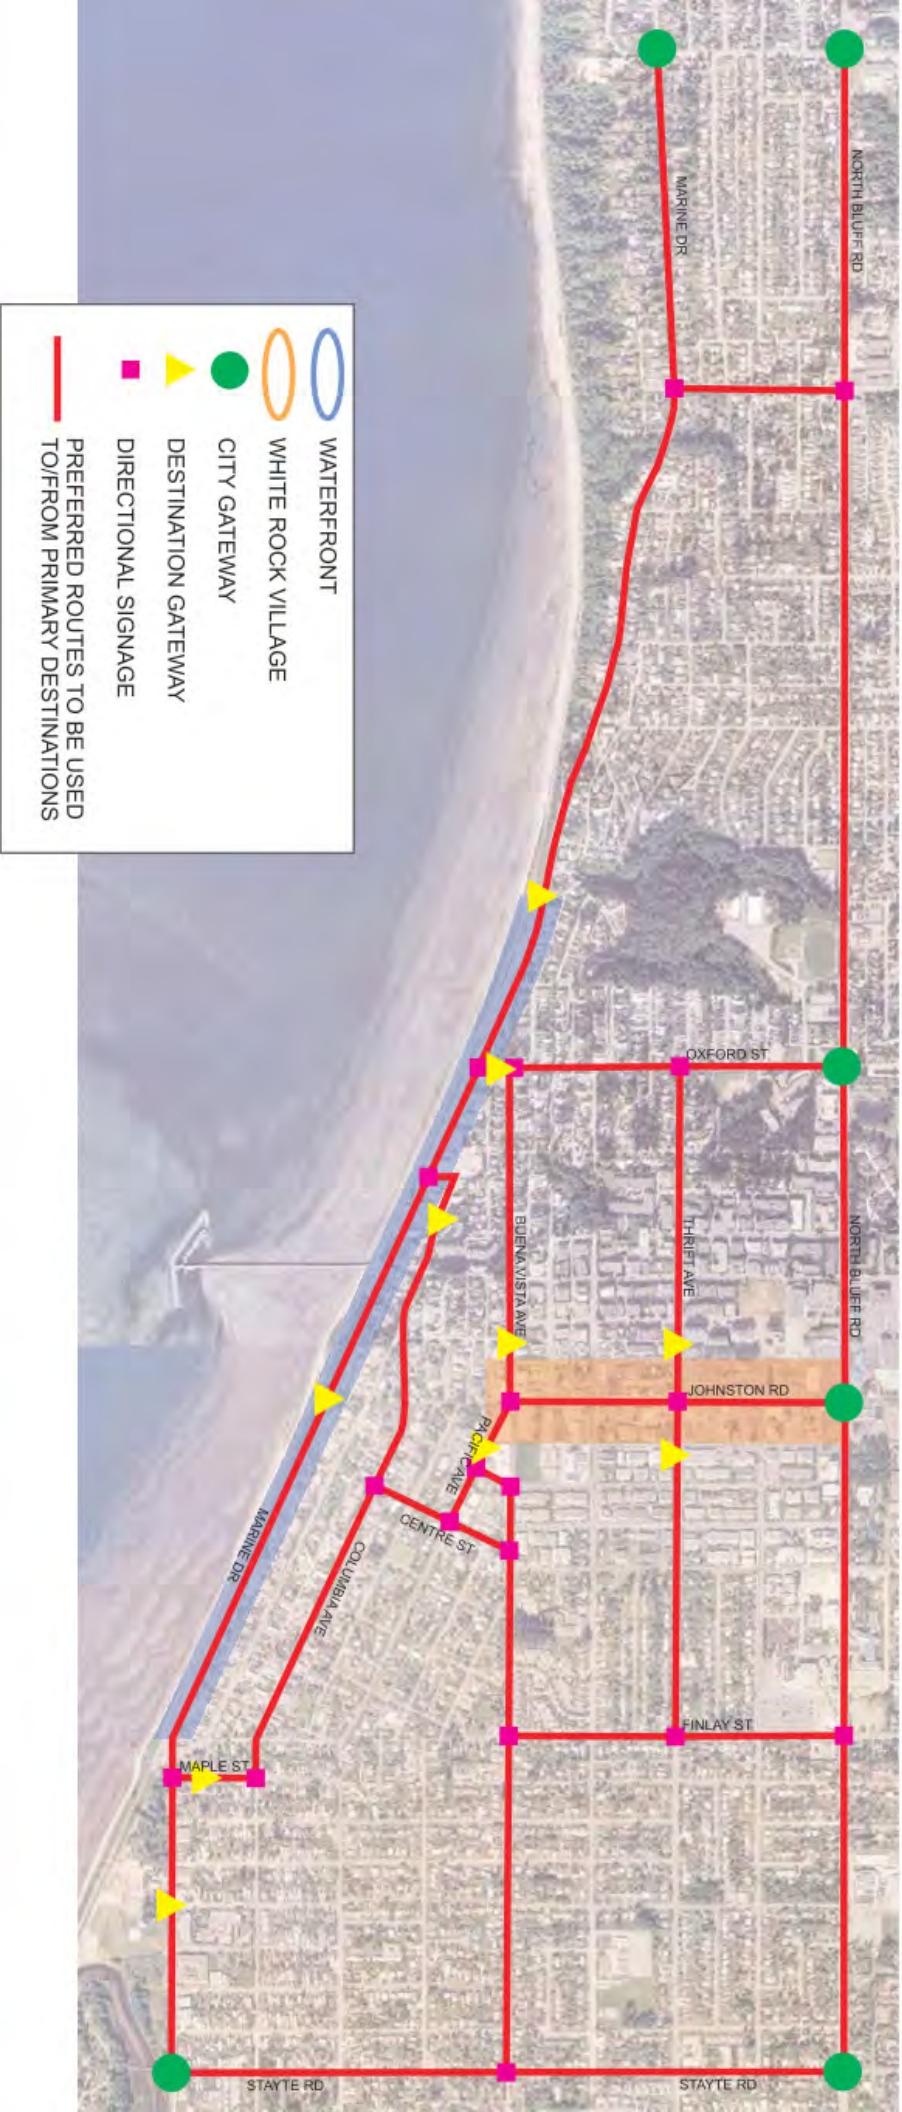 NORTH BLUFF RD
MARINE DR
OXFORD ST
NORTH BLUFF RD
THRIFT AVE
BUENA VISTA AVE
JOHNSTON RD
PACIFIC AVE
CENTRE ST
COLUMBIA AVE
MARINE DR
FINLAY ST
MAPLE ST
STAYTE RD
STAYTE RD
WATERFRONT
WHITE ROCK VILLAGE
CITY GATEWAY
DESTINATION GATEWAY
DIRECTIONAL SIGNAGE
PREFERRED ROUTES TO BE USED
TO/FROM PRIMARY DESTINATIONS